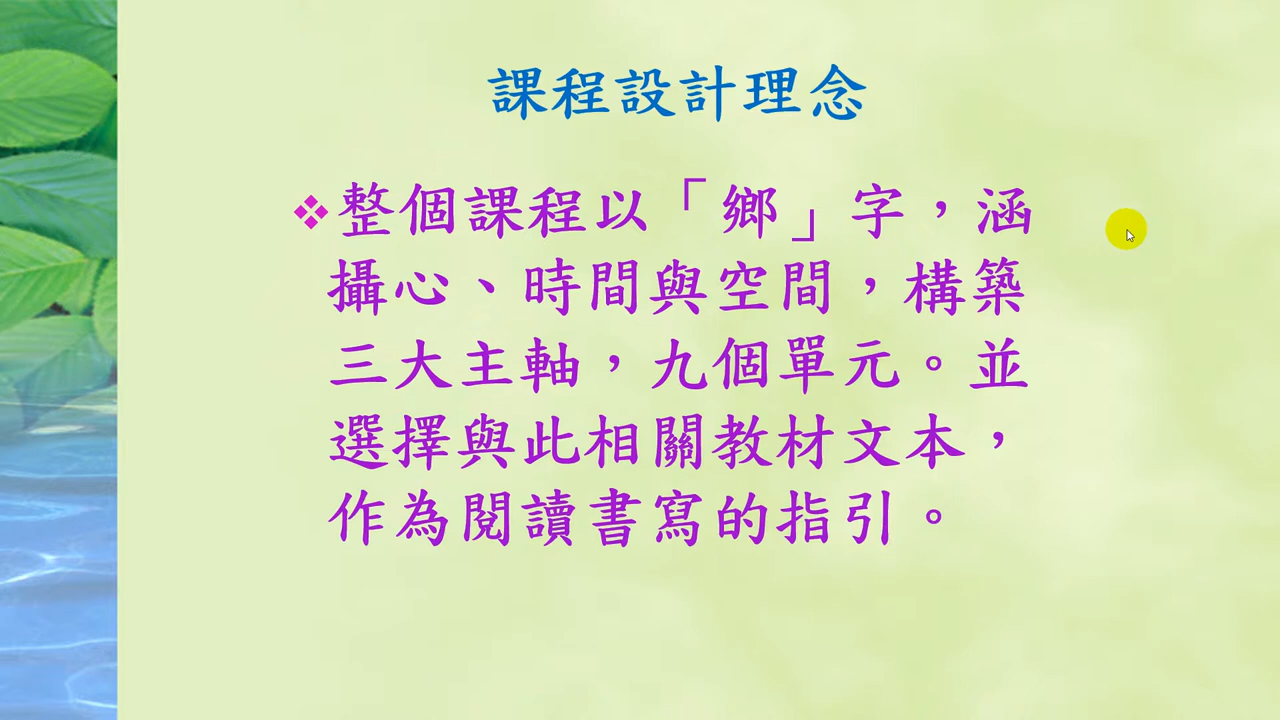 課程設計理念
❖整個課程以「鄉」字，涵
攝心、時間與空間，構築
三大主軸，九個單元。並
選擇與此相關教材文本，
作為閱讀書寫的指引。